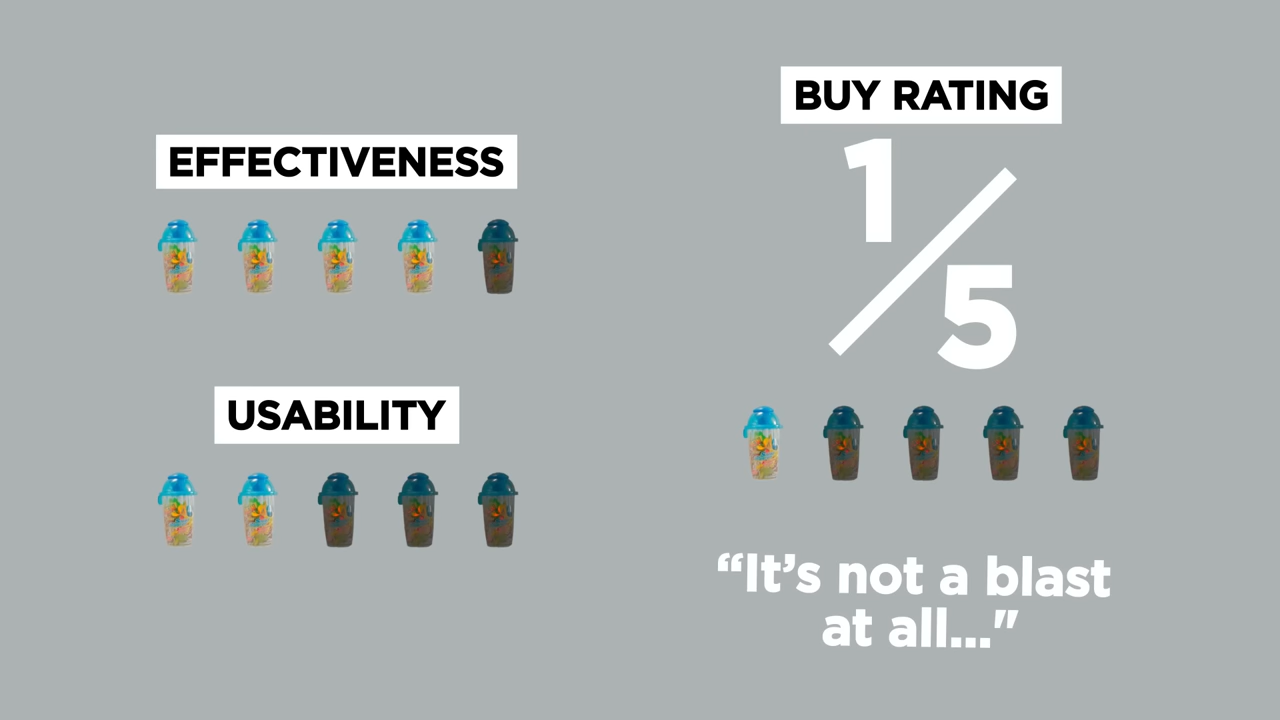 EFFECTIVENESS
USABILITY
BUY RATING
1/5
“It’s not a blast
at all..."